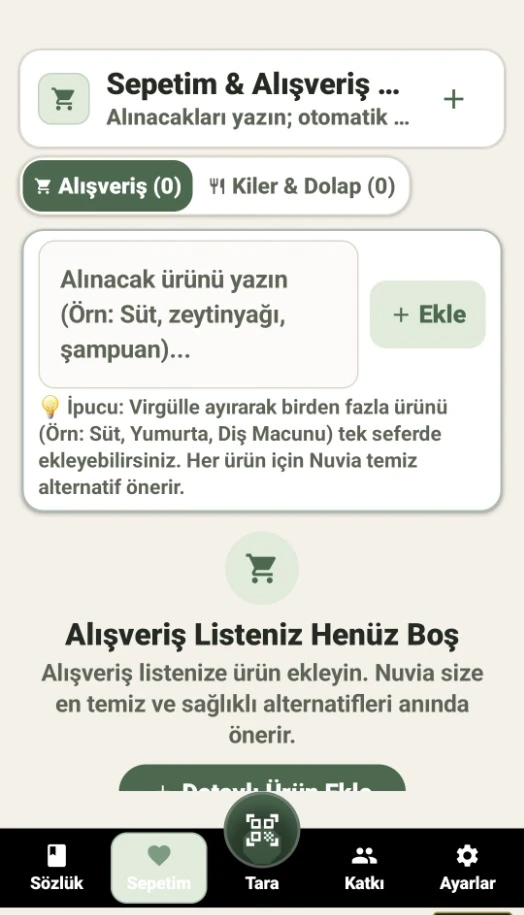 Sepetim & Alışveriş ...
Alınacakları yazın; otomatik ...
+
Alışveriş (0)
Kiler & Dolap (0)
Alınacak ürünü yazın
(Örn: Süt, zeytinyağı,
şampuan)...
+ Ekle
💡 İpucu: Virgülle ayırarak birden fazla ürünü
(Örn: Süt, Yumurta, Diş Macunu) tek seferde
ekleyebilirsiniz. Her ürün için Nuvia temiz
alternatif önerir.
Alışveriş Listeniz Henüz Boş
Alışveriş listenize ürün ekleyin. Nuvia size
en temiz ve sağlıklı alternatifleri anında
önerir.
+ Detaylı Ürün Ekle
Sözlük
Sepetim
Tara
Katkı
Ayarlar